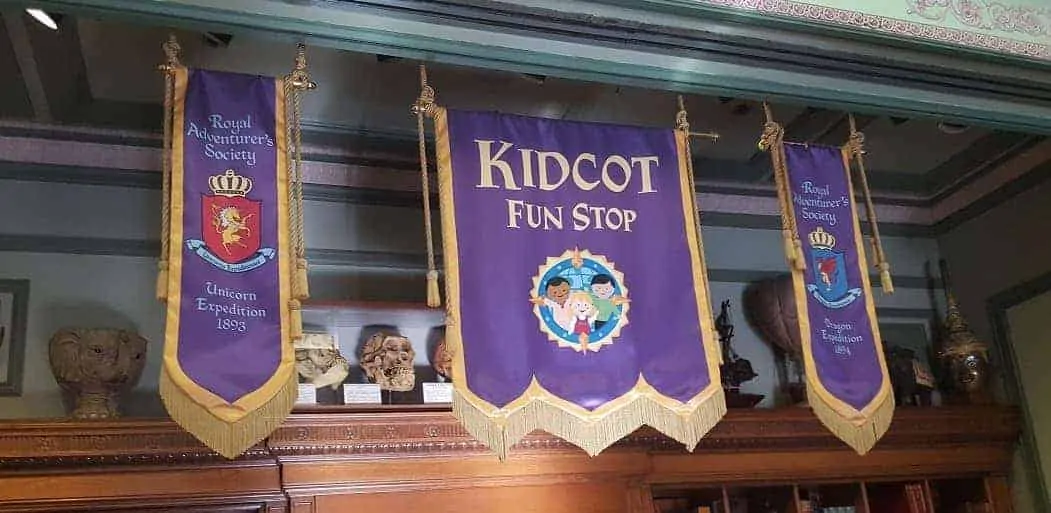 Royal
Adventurer's
Society
Unicorn
Expedition
1893
KIDCOT
FUN STOP
Royal
Adventurer's
Society
Dragon
Expedition
1894